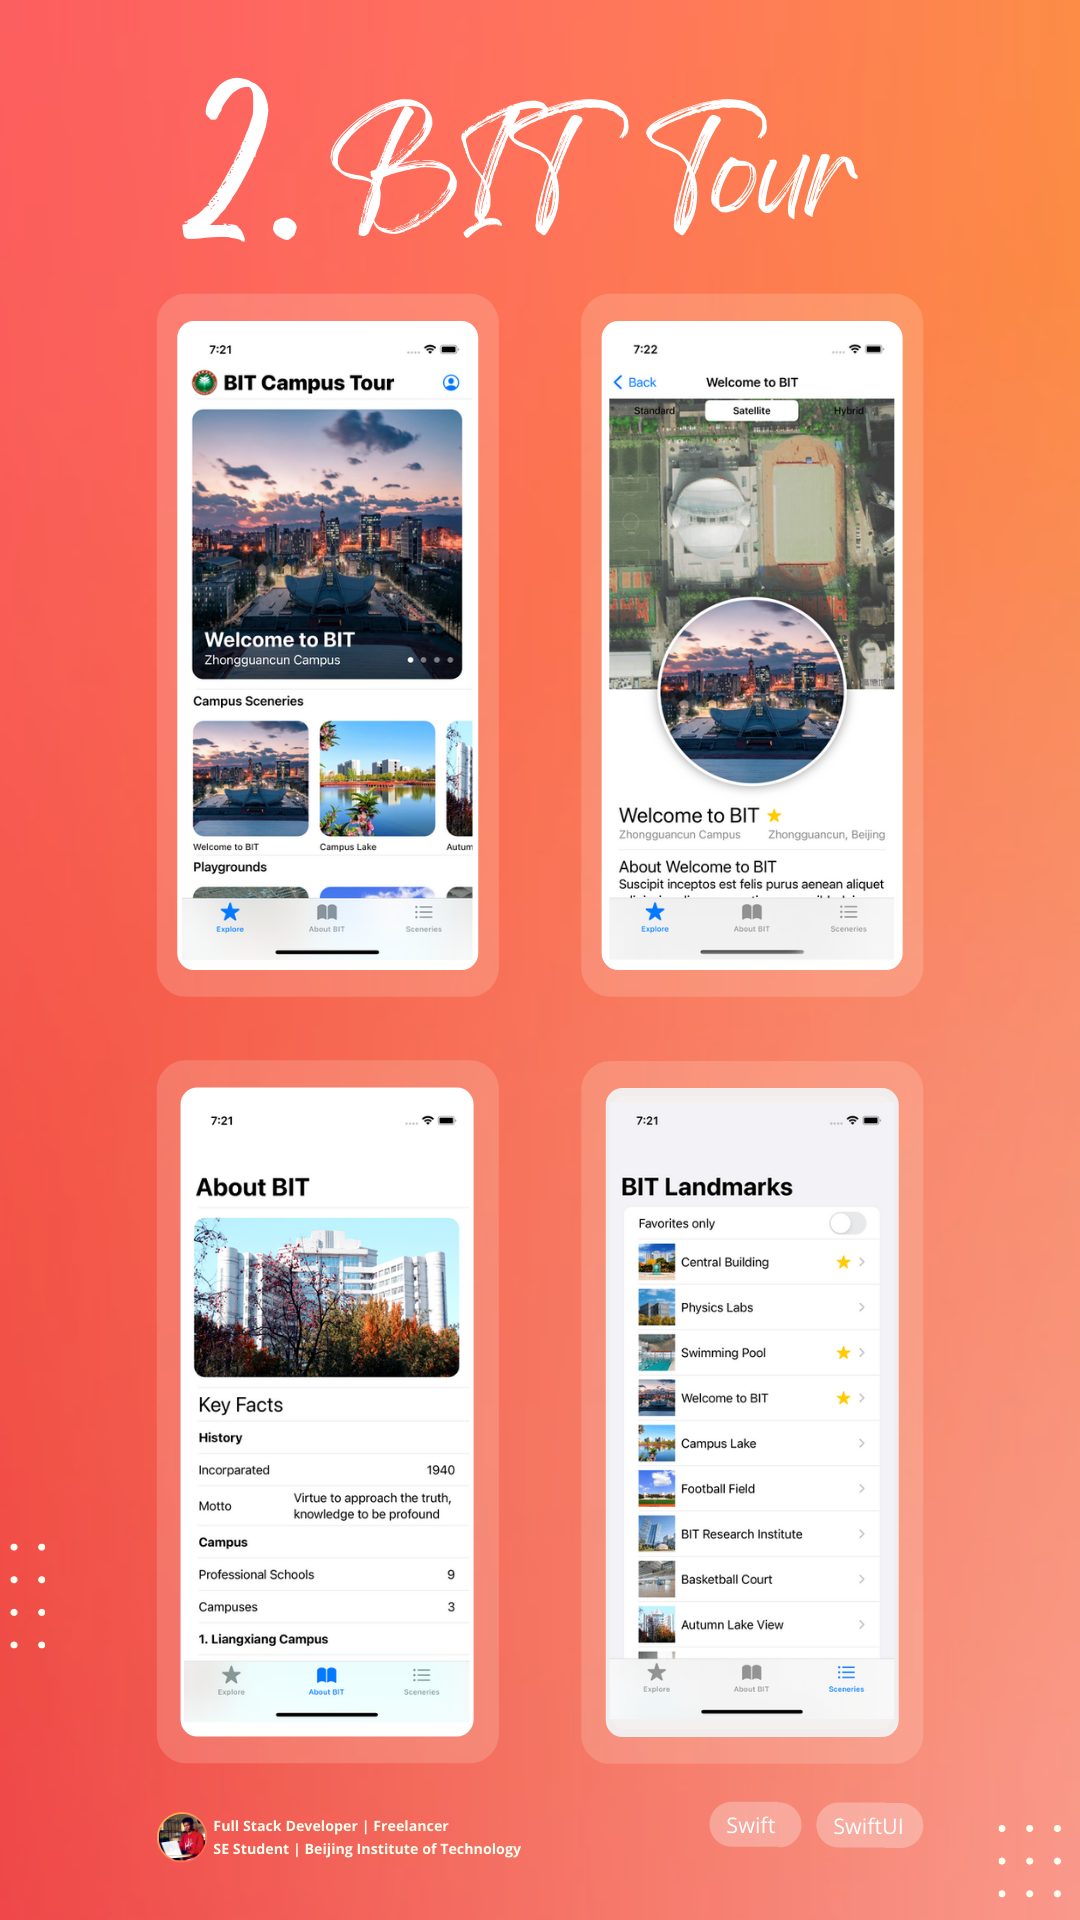 2. BIT Tour
7:21
BIT Campus Tour
Welcome to BIT
Zhongguancun Campus
Campus Sceneries
Welcome to BIT
Campus Lake
Autum
Playgrounds
Explore
About BIT
Sceneries
7:22
Back
Welcome to BIT
Standard
Satellite
Hybrid
Welcome to BIT
Zhongguancun Campus
Zhongguancun, Beijing
About Welcome to BIT
Suscipit inceptos est felis purus aenean aliquet
Explore
About BIT
Sceneries
7:21
About BIT
Key Facts
History
Incorparated 1940
Motto
Virtue to approach the truth,
knowledge to be profound
Campus
Professional Schools 9
Campuses 3
1. Liangxiang Campus
Explore
About BIT
Sceneries
7:21
BIT Landmarks
Favorites only
Central Building
Physics Labs
Swimming Pool
Welcome to BIT
Campus Lake
Football Field
BIT Research Institute
Basketball Court
Autumn Lake View
Explore
About BIT
Sceneries
Full Stack Developer | Freelancer
SE Student | Beijing Institute of Technology
Swift
SwiftUI